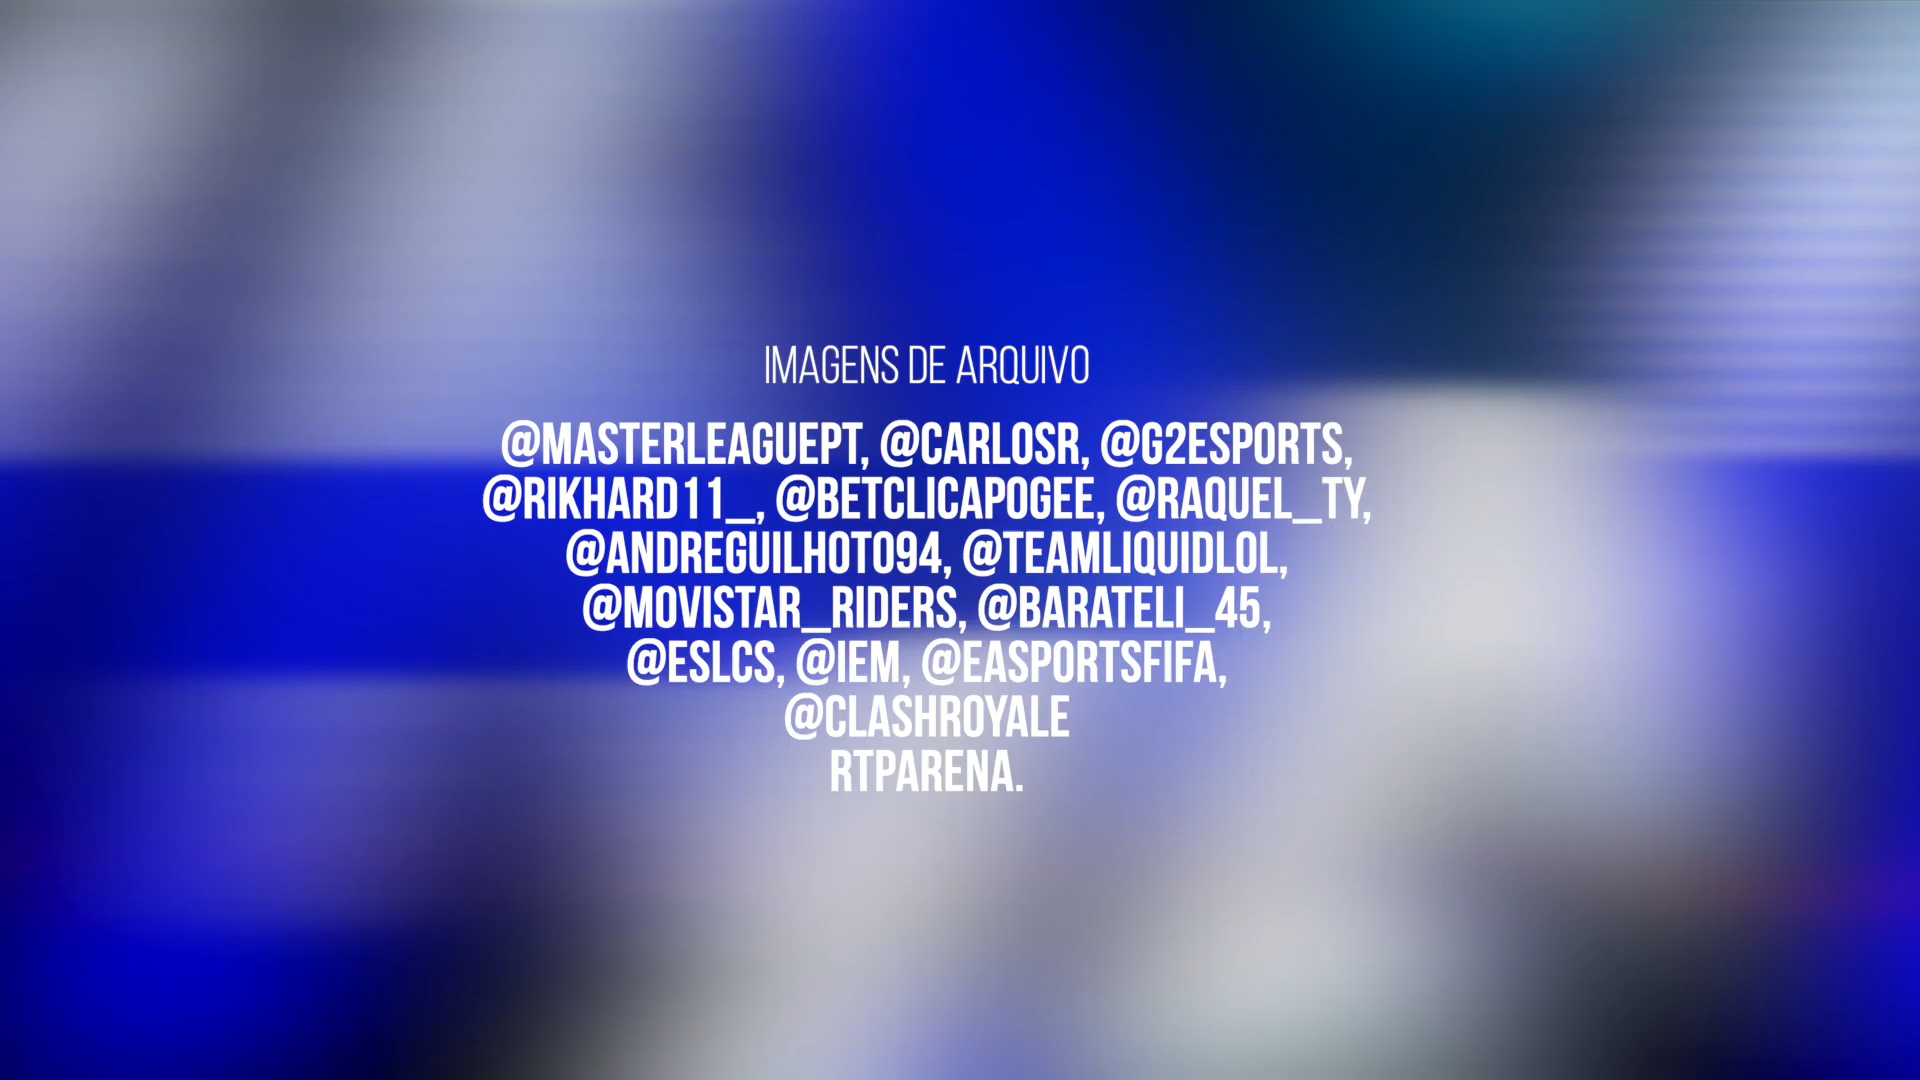 IMAGENS DE ARQUIVO
@MASTERLEAGUEPT, @CARLOSR, @G2ESPORTS,
@RIKHARD11_, @BETCLICAPOGEE, @RAQUEL_TY,
@ANDREGUILHOTO94, @TEAMLIQUIDLOL,
@MOVISTAR_RIDERS, @BARATELI_45,
@ESLCS, @IEM, @EASPORTSFIFA,
@CLASHROYALE
RTPARENA.